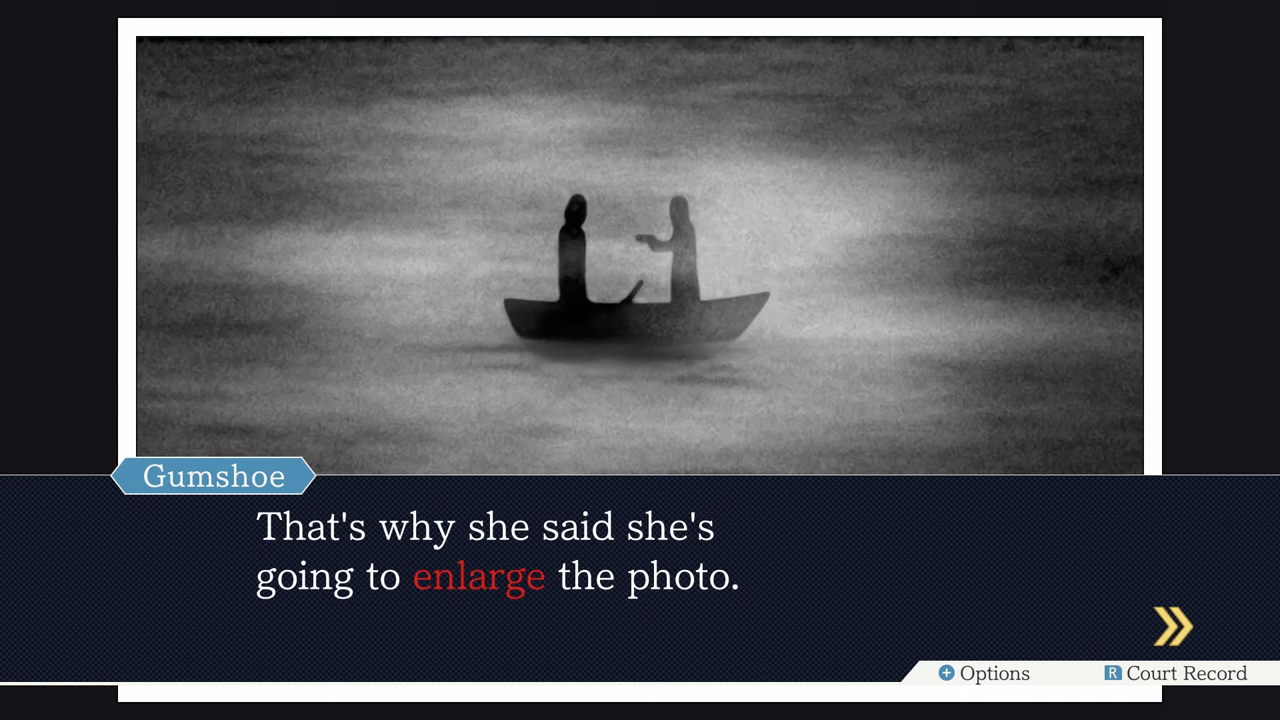 Gumshoe
That's why she said she's
going to enlarge the photo.
Options
R Court Record